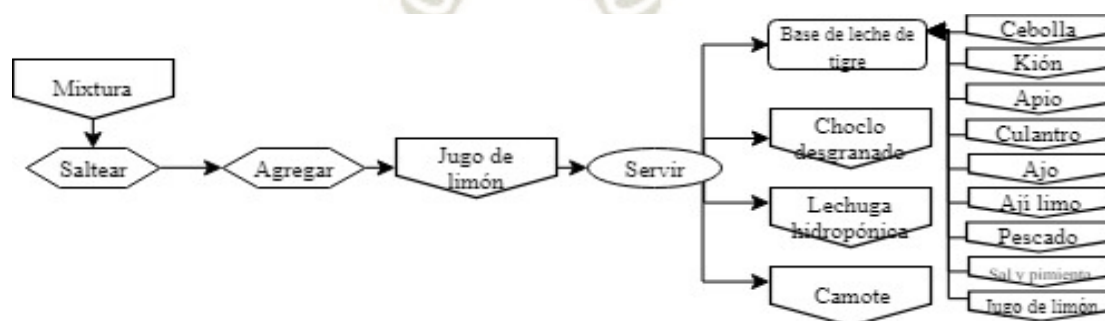 Mixtura
Saltear
Agregar
Jugo de
limón
Servir
Base de leche de
tigre
Choclo
desgranado
Lechuga
hidropónica
Camote
Cebolla
Kión
Apio
Culantro
Ajo
Ají limo
Pescado
Sal y pimienta
Jugo de limón